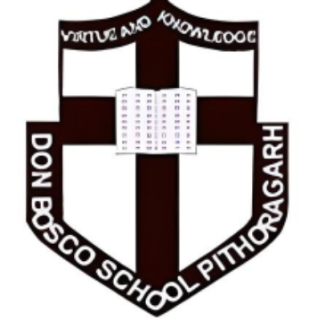 VIRTUE AND KNOWLEDGE
DON BOSCO SCHOOL PITHORAGARH